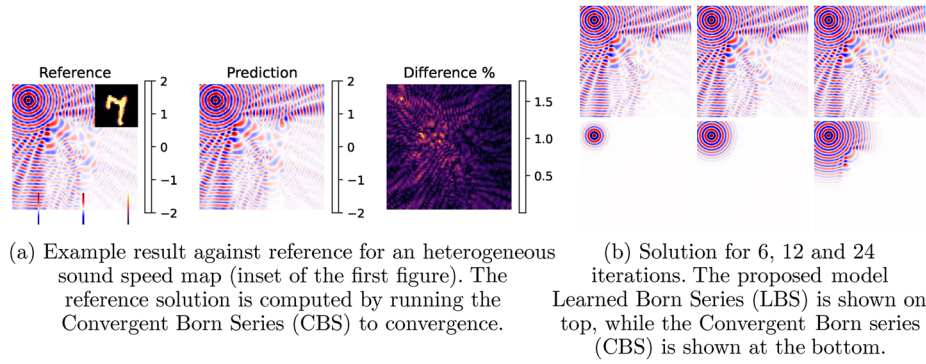 Reference
Prediction
Difference %
2
1
0
−1
−2
2
1
0
−1
−2
1.5
1.0
0.5
(a) Example result against reference for an heterogeneous
sound speed map (inset of the first figure). The
reference solution is computed by running the
Convergent Born Series (CBS) to convergence.
(b) Solution for 6, 12 and 24
iterations. The proposed model
Learned Born Series (LBS) is shown on
top, while the Convergent Born series
(CBS) is shown at the bottom.